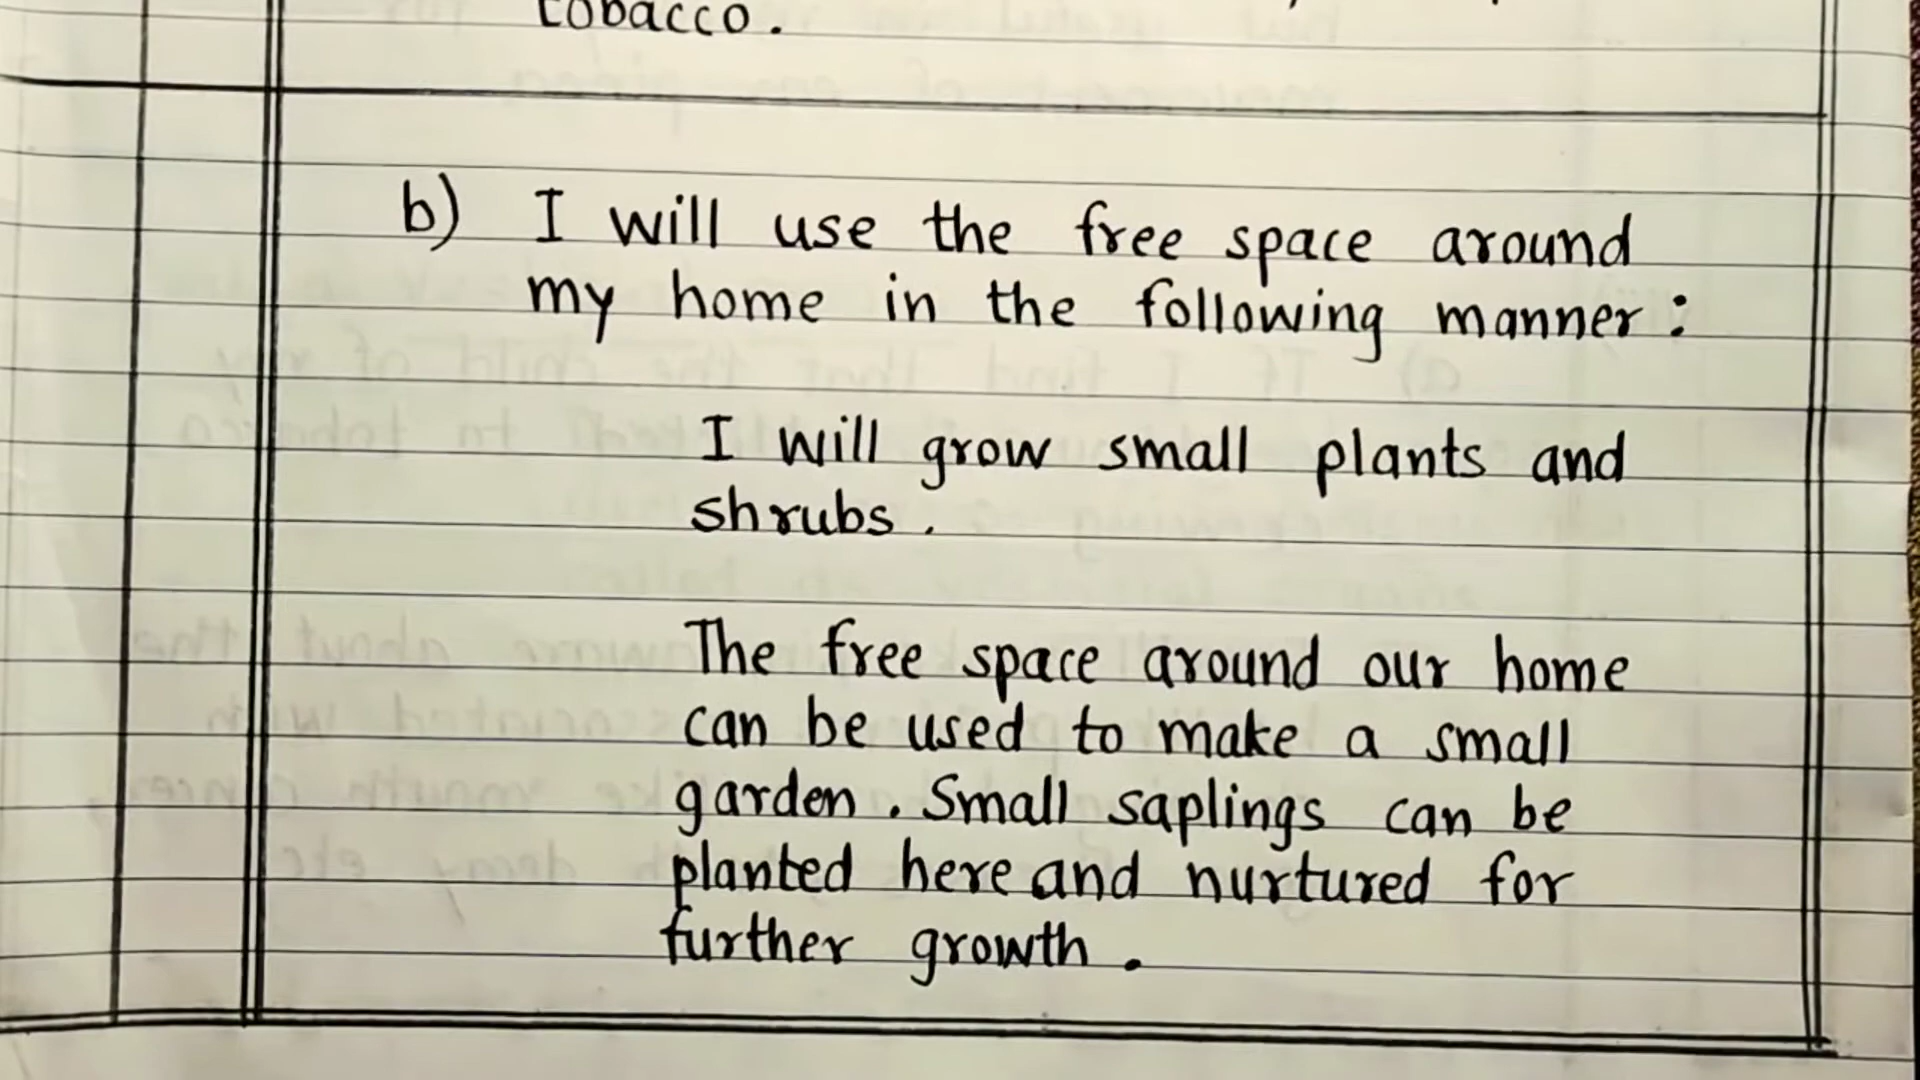 tobacco.
b) I will use the free space around
my home in the following manner :
I will grow small plants and
shrubs.
The free space around our home
can be used to make a small
garden. Small saplings can be
planted here and nurtured for
further growth.